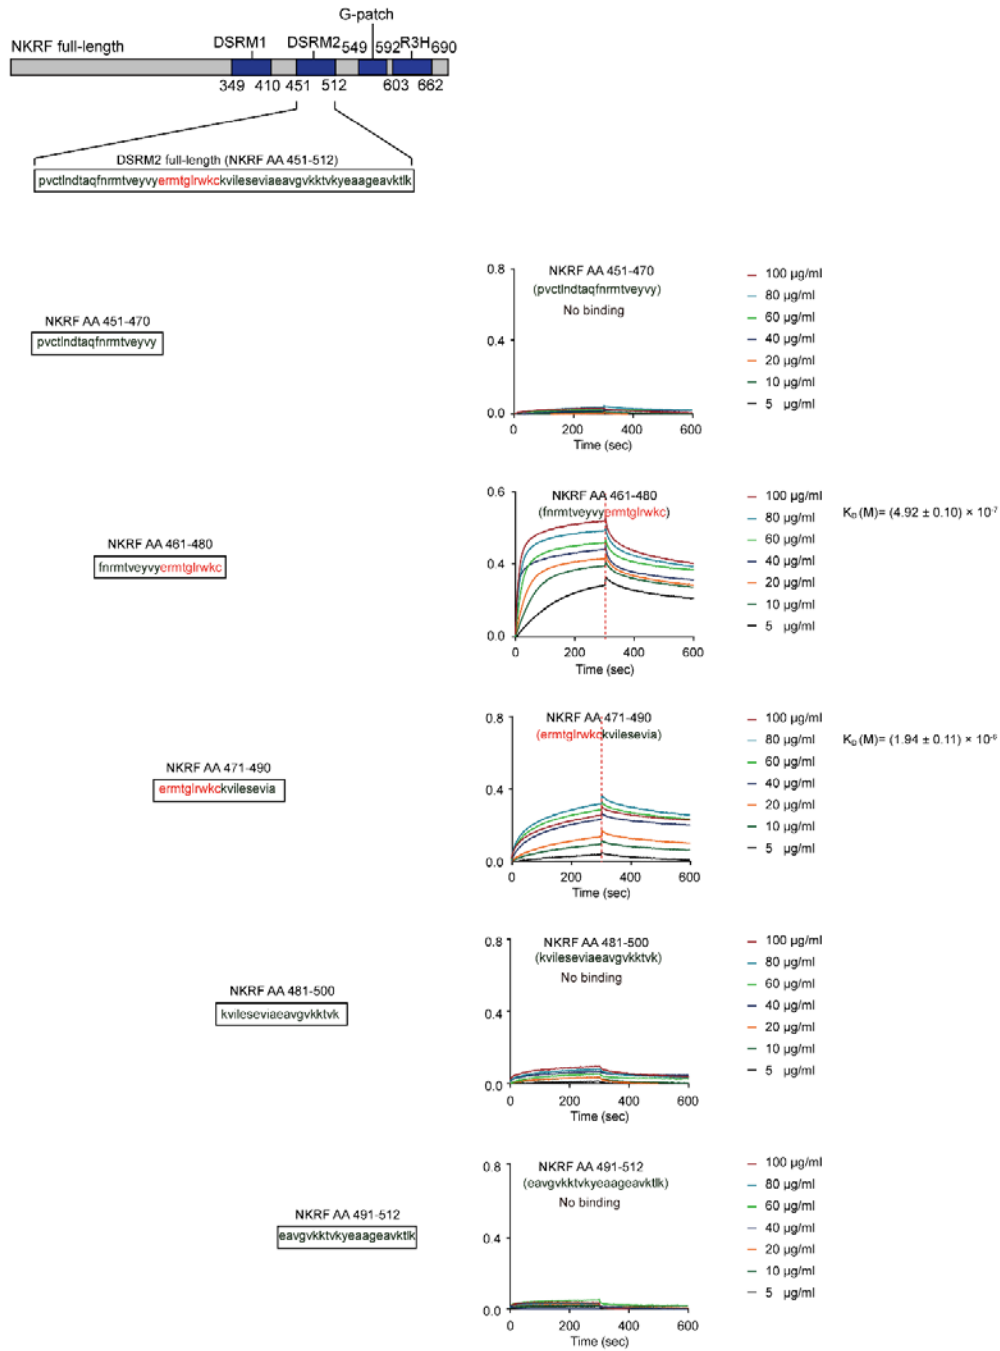 G-patch
NKRF full-length
DSRM1
DSRM2
549
592
R3H
690
349
410
451
512
603
662
DSRM2 full-length (NKRF AA 451-512)
pvctlndtaqfnrmtveyvyermtglrwkckvileseviaeavgvkktvkyeaageavktlk
NKRF AA 451-470
pvctlndtaqfnrmtveyvy
0.8
0.4
0.0
NKRF AA 451-470
(pvctlndtaqfnrmtveyvy)
No binding
0
200
400
600
Time (sec)
100 µg/ml
80 µg/ml
60 µg/ml
40 µg/ml
20 µg/ml
10 µg/ml
5 µg/ml
NKRF AA 461-480
fnrmtveyvyermtglrwkc
0.6
0.4
0.0
NKRF AA 461-480
(fnrmtveyvyermtglrwkc)
0
200
400
600
Time (sec)
100 µg/ml
80 µg/ml
60 µg/ml
40 µg/ml
20 µg/ml
10 µg/ml
5 µg/ml
K_D (M)= (4.92 ± 0.10) × 10⁻⁷
NKRF AA 471-490
ermtglrwkckvilesevia
0.8
0.4
0.0
NKRF AA 471-490
(ermtglrwkckvilesevia)
0
200
400
600
Time (sec)
100 µg/ml
80 µg/ml
60 µg/ml
40 µg/ml
20 µg/ml
10 µg/ml
5 µg/ml
K_D (M)= (1.94 ± 0.11) × 10⁻⁶
NKRF AA 481-500
kvileseviaeavgvkktvk
0.8
0.4
0.0
NKRF AA 481-500
(kvileseviaeavgvkktvk)
No binding
0
200
400
600
Time (sec)
100 µg/ml
80 µg/ml
60 µg/ml
40 µg/ml
20 µg/ml
10 µg/ml
5 µg/ml
NKRF AA 491-512
eavgvkktvkyeaageavktlk
0.8
0.4
0.0
NKRF AA 491-512
(eavgvkktvkyeaageavktlk)
No binding
0
200
400
600
Time (sec)
100 µg/ml
80 µg/ml
60 µg/ml
40 µg/ml
20 µg/ml
10 µg/ml
5 µg/ml